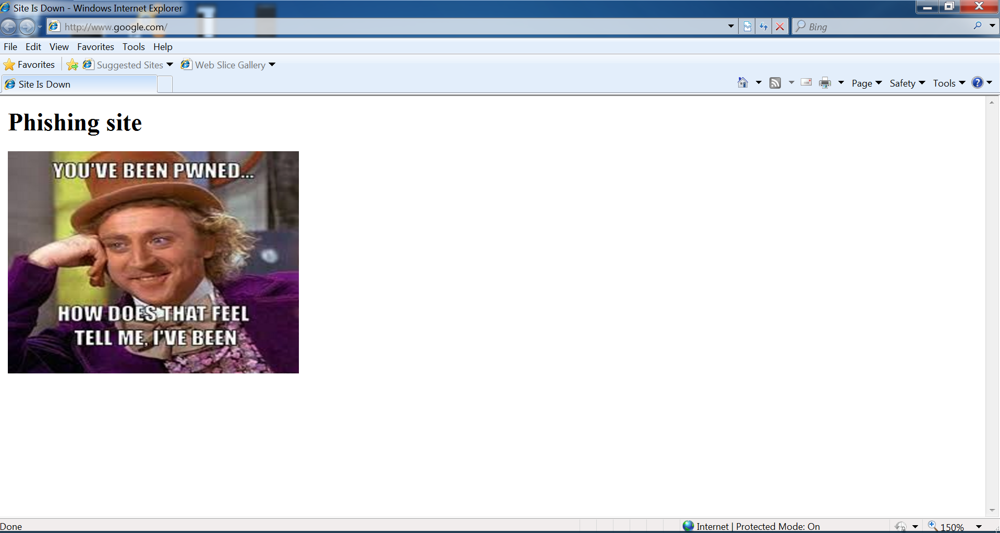 Site Is Down - Windows Internet Explorer
http://www.google.com/
Bing
File Edit View Favorites Tools Help
Favorites Suggested Sites Web Slice Gallery
Site Is Down
Page Safety Tools
Phishing site
YOU'VE BEEN PWNED...
HOW DOES THAT FEEL
TELL ME, I'VE BEEN
Done
Internet | Protected Mode: On
150%